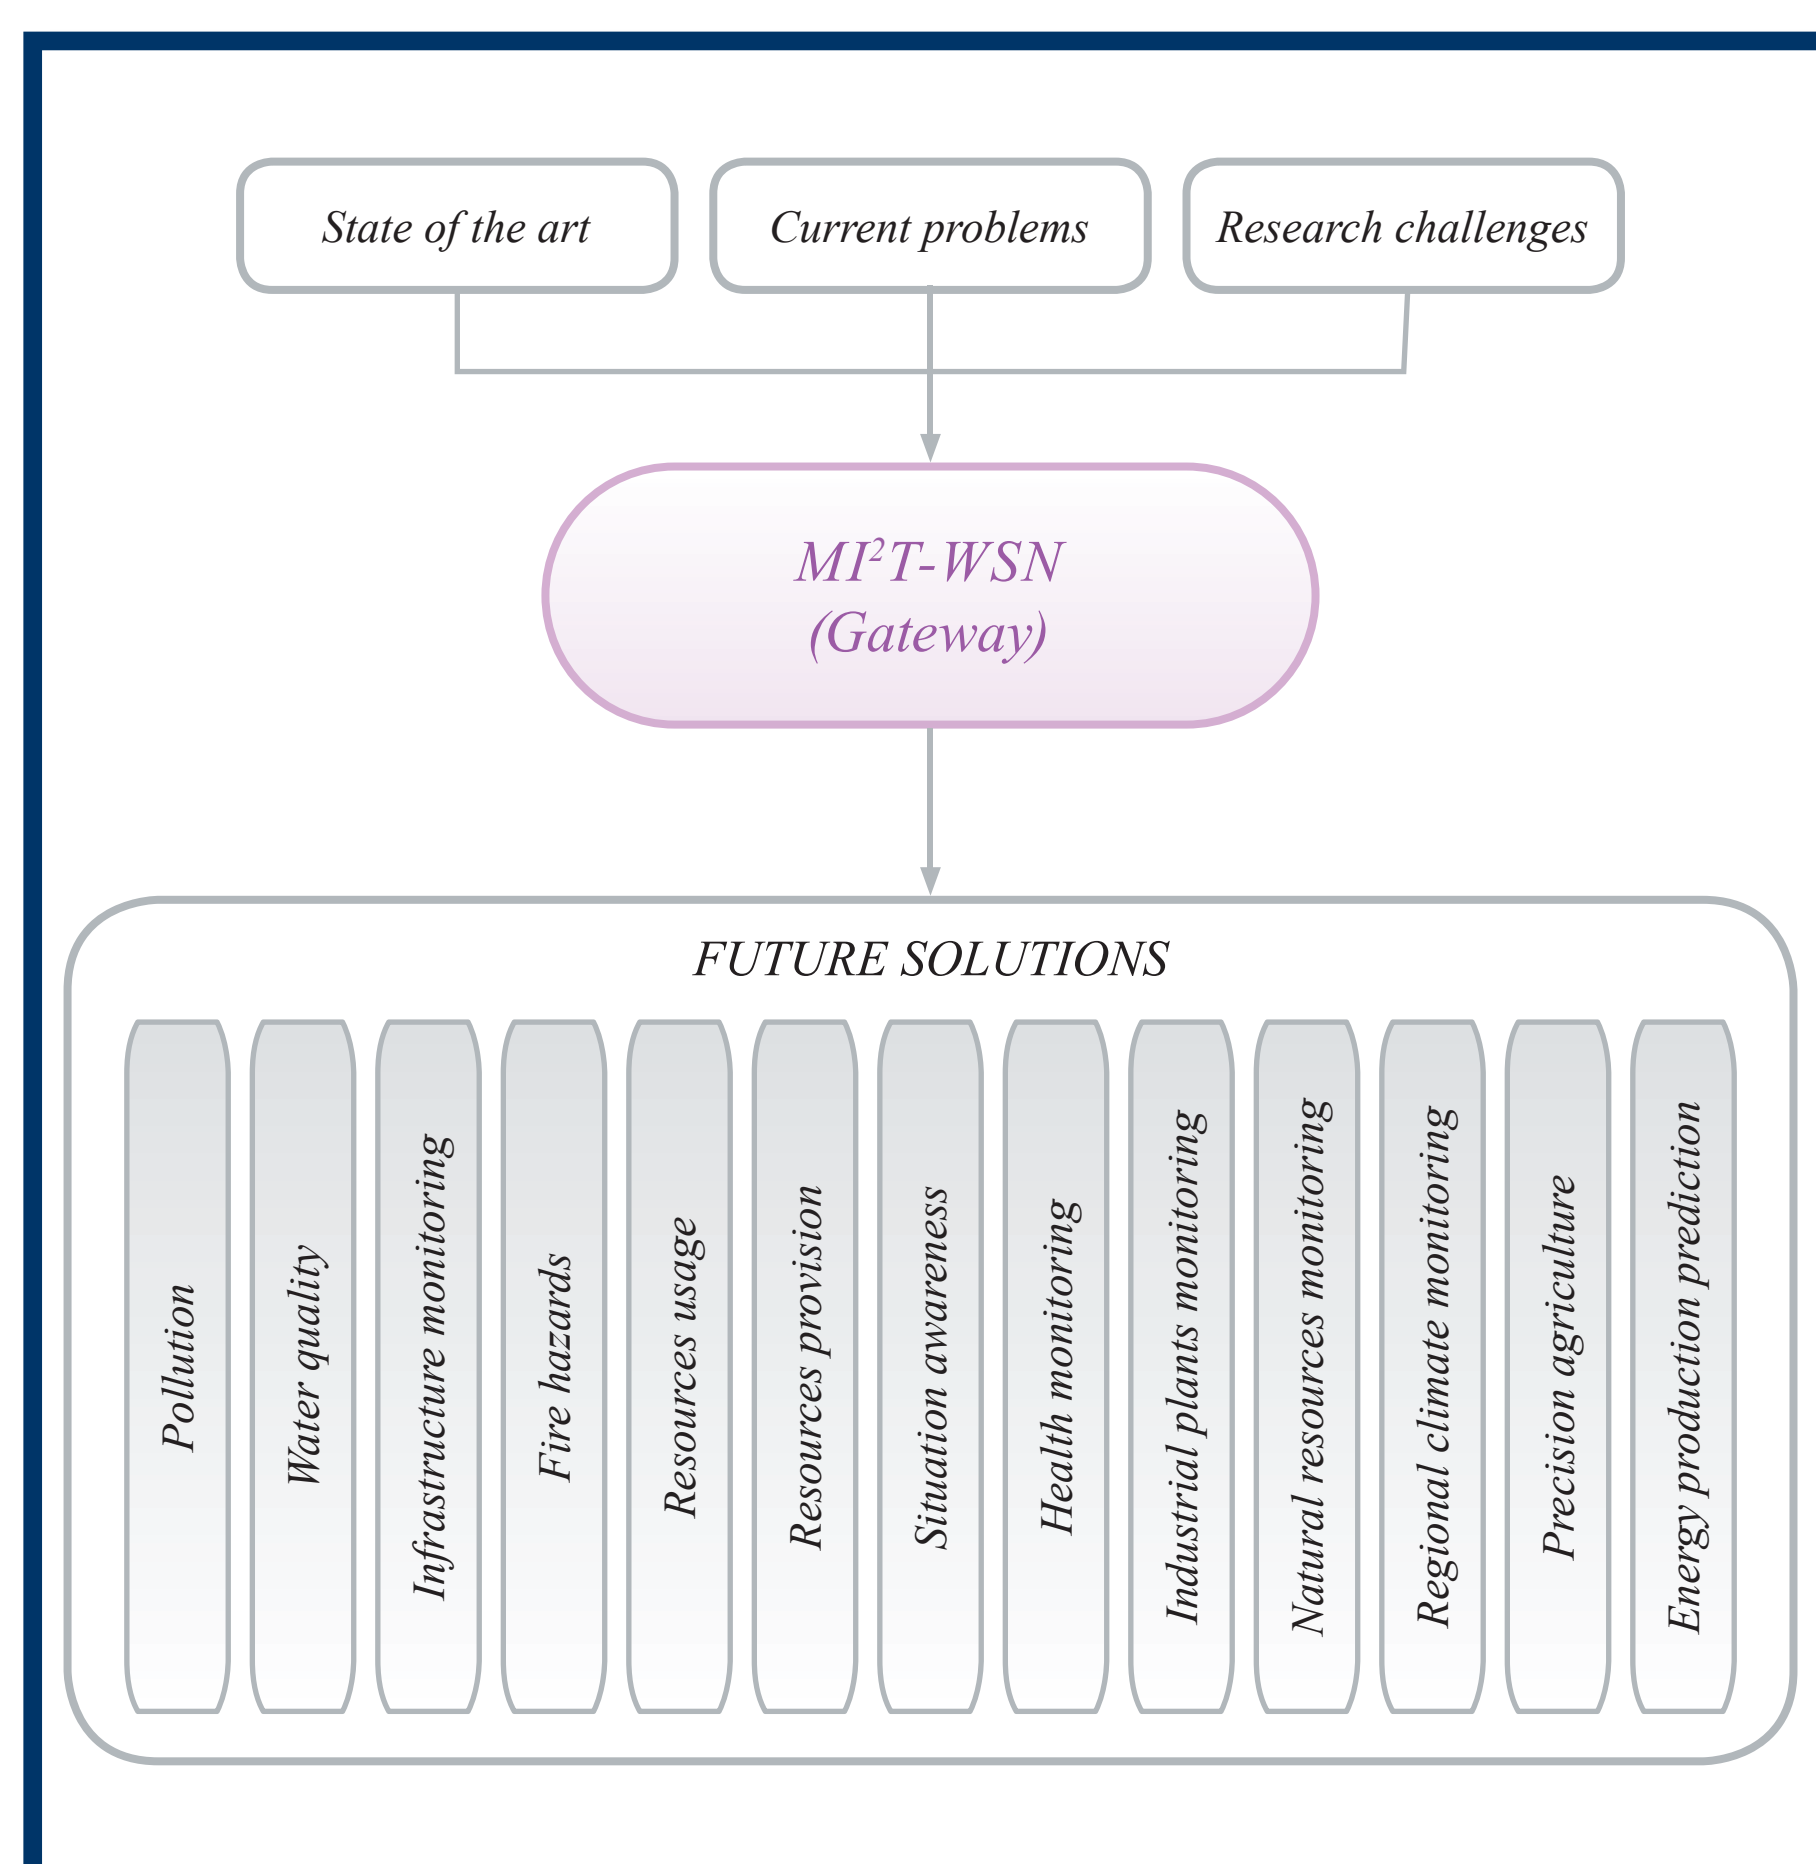 State of the art
Current problems
Research challenges
MI²T-WSN
(Gateway)
FUTURE SOLUTIONS
Pollution
Water quality
Infrastructure monitoring
Fire hazards
Resources usage
Resources provision
Situation awareness
Health monitoring
Industrial plants monitoring
Natural resources monitoring
Regional climate monitoring
Precision agriculture
Energy production prediction